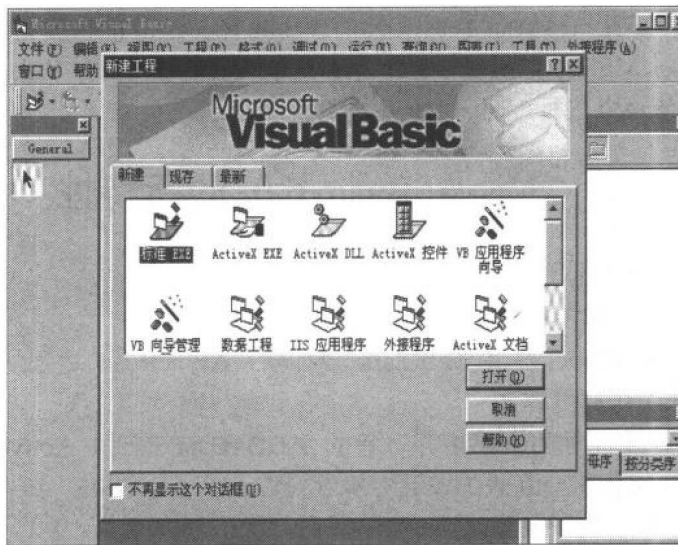 Microsoft Visual Basic
文件(F) 编辑(E) 视图(V) 工程(P) 格式(O) 调试(D) 运行(R) 查询(U) 图表(I) 工具(T) 外接程序(A)
窗口(W) 帮助
新建工程
General
Microsoft
Visual Basic
新建 现存 最新
标准 EXE ActiveX EXE ActiveX DLL ActiveX 控件 VB 应用程序
向导
VB 向导管理 数据工程 IIS 应用程序 外接程序 ActiveX 文档
打开(O)
取消
帮助(H)
母序 按分类序
不再显示这个对话框(D)